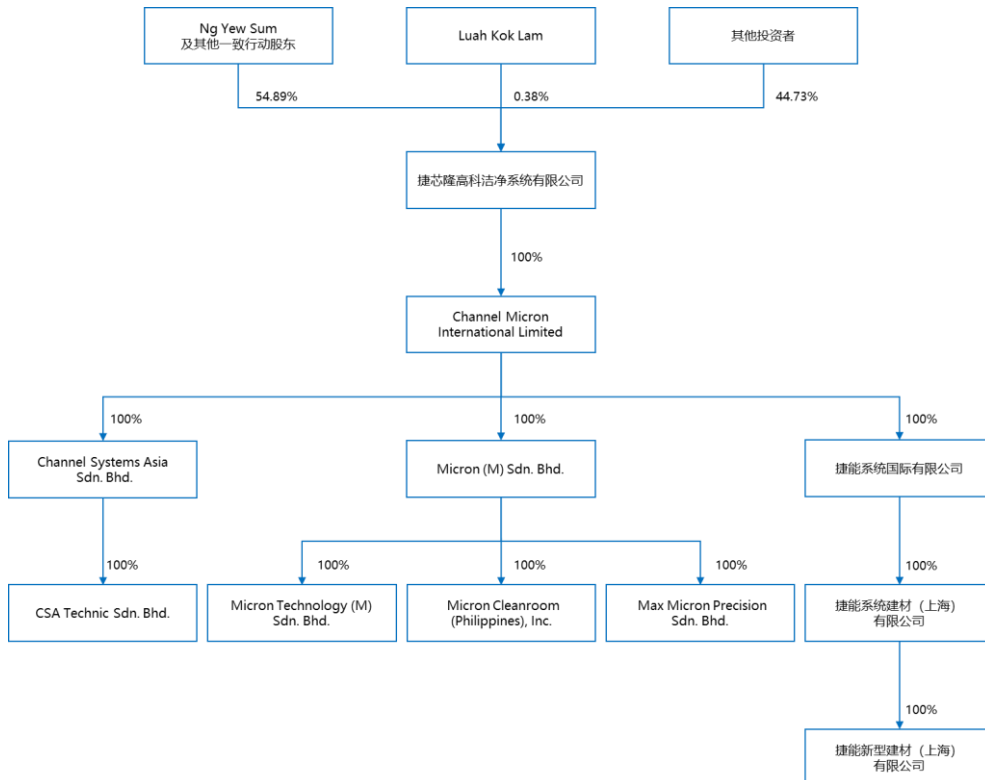 Ng Yew Sum
及其他一致行动股东
Luah Kok Lam
其他投资者
54.89%
0.38%
44.73%
捷芯隆高科洁净系统有限公司
100%
Channel Micron
International Limited
100%
100%
100%
Channel Systems Asia
Sdn. Bhd.
Micron (M) Sdn. Bhd.
捷能系统国际有限公司
100%
100%
100%
100%
100%
CSA Technic Sdn. Bhd.
Micron Technology (M)
Sdn. Bhd.
Micron Cleanroom
(Philippines), Inc.
Max Micron Precision
Sdn. Bhd.
捷能系统建材（上海）
有限公司
100%
捷能新型建材（上海）
有限公司